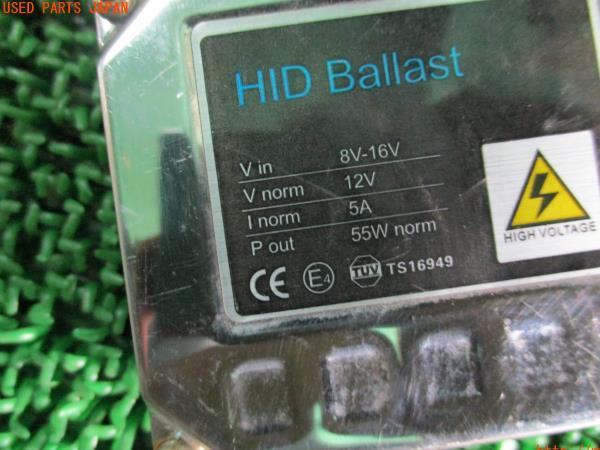 USED PARTS JAPAN
HID Ballast
V in 8V-16V
V norm 12V
I norm 5A
P out 55W norm
HIGH VOLTAGE
CE E4 TUV TS16949